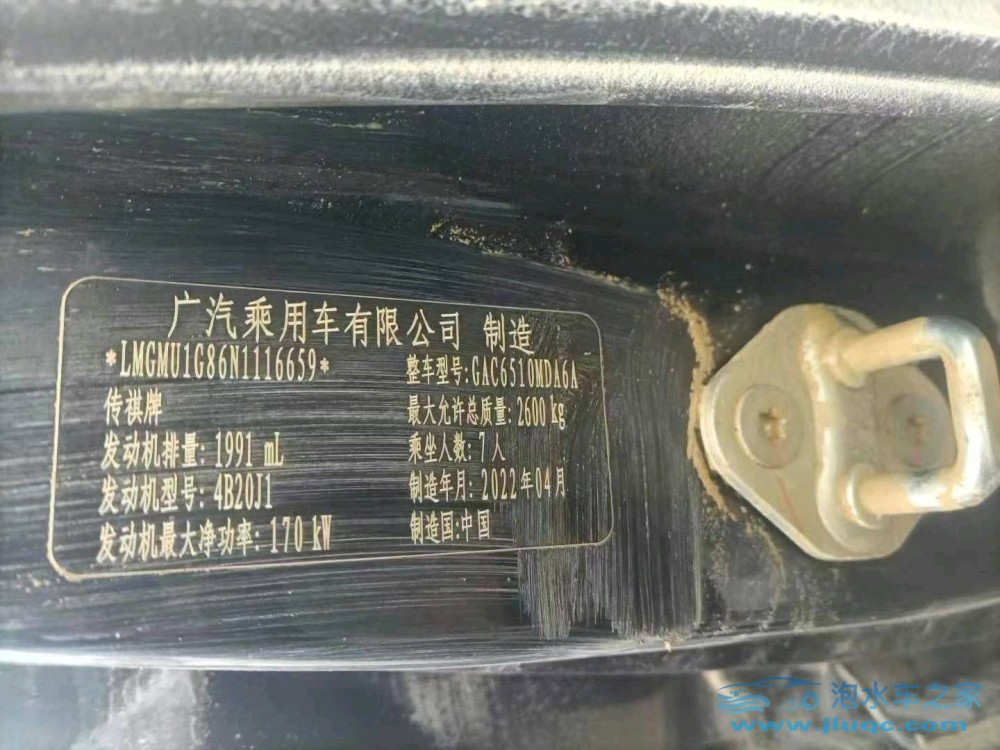 广汽乘用车有限公司 制造
*LMGMU1G86N1116659*
整车型号:GAC6510MDA6A
传祺牌
最大允许总质量:2600 kg
发动机排量:1991 mL
乘坐人数:7人
发动机型号:4B20J1
制造年月:2022年04月
发动机最大净功率:170 kW
制造国:中国
泡水车之家
www.jluqc.com